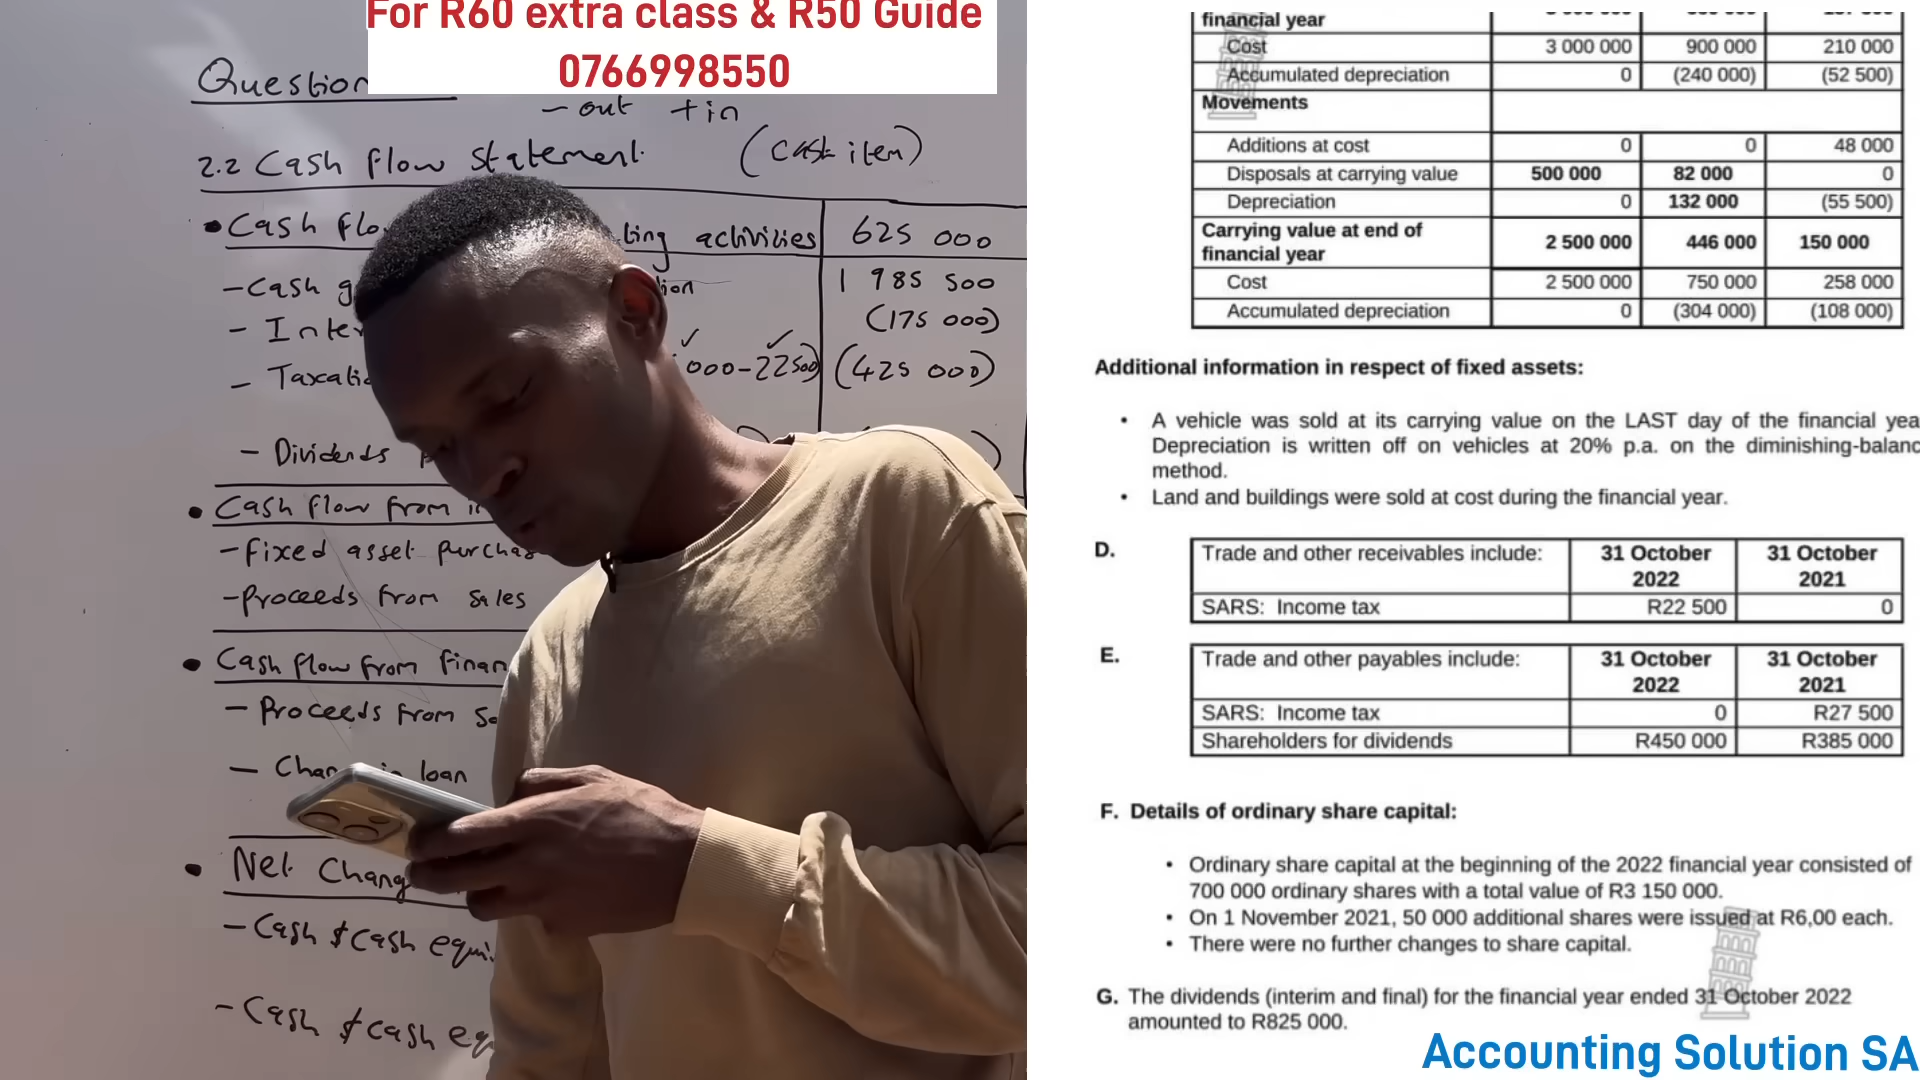 For R60 extra class & R50 Guide
0766998550
Question
- out +in
2.2 Cash flow statement (cash item)
• Cash flo ting activities 625 000
- Cash g 1 985 500
- Inter (175 000)
- Taxati 000-22500) (425 000)
- Dividends
• Cash flow from
- fixed asset purchas
- Proceeds from sales
• Cash flow from finan
- Proceeds from
- loan
• Net Chang
- Cash & cash equi
- Cash & cash eq
financial year
Cost 3 000 000 900 000 210 000
Accumulated depreciation 0 (240 000) (52 500)
Movements
Additions at cost 0 0 48 000
Disposals at carrying value 500 000 82 000 0
Depreciation 0 132 000 (55 500)
Carrying value at end of
financial year 2 500 000 446 000 150 000
Cost 2 500 000 750 000 258 000
Accumulated depreciation 0 (304 000) (108 000)
Additional information in respect of fixed assets:
• A vehicle was sold at its carrying value on the LAST day of the financial yea
Depreciation is written off on vehicles at 20% p.a. on the diminishing-balanc
method.
• Land and buildings were sold at cost during the financial year.
D. Trade and other receivables include: 31 October 2022 31 October 2021
SARS: Income tax R22 500 0
E. Trade and other payables include: 31 October 2022 31 October 2021
SARS: Income tax 0 R27 500
Shareholders for dividends R450 000 R385 000
F. Details of ordinary share capital:
• Ordinary share capital at the beginning of the 2022 financial year consisted of
700 000 ordinary shares with a total value of R3 150 000.
• On 1 November 2021, 50 000 additional shares were issued at R6,00 each.
• There were no further changes to share capital.
G. The dividends (interim and final) for the financial year ended 31 October 2022
amounted to R825 000.
Accounting Solution SA